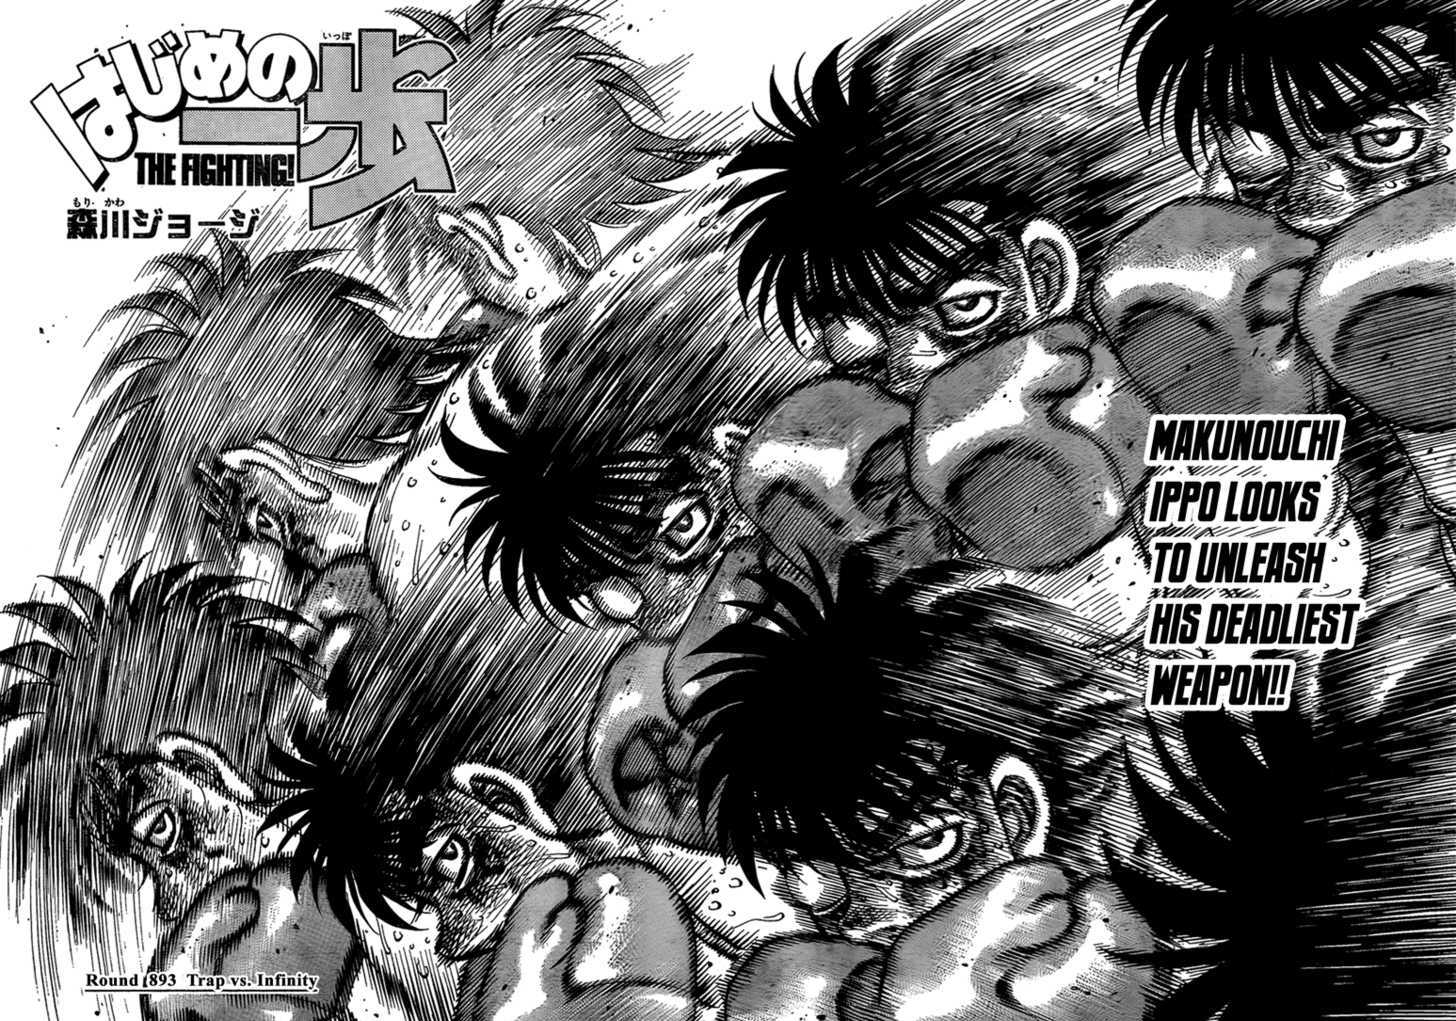 いっぽ
はじめの一歩
THE FIGHTING!
もり・かわ
森川ジョージ
MAKUNOUCHI
IPPO LOOKS
TO UNLEASH
HIS DEADLIEST
WEAPON!!
Round 893 Trap vs. Infinity